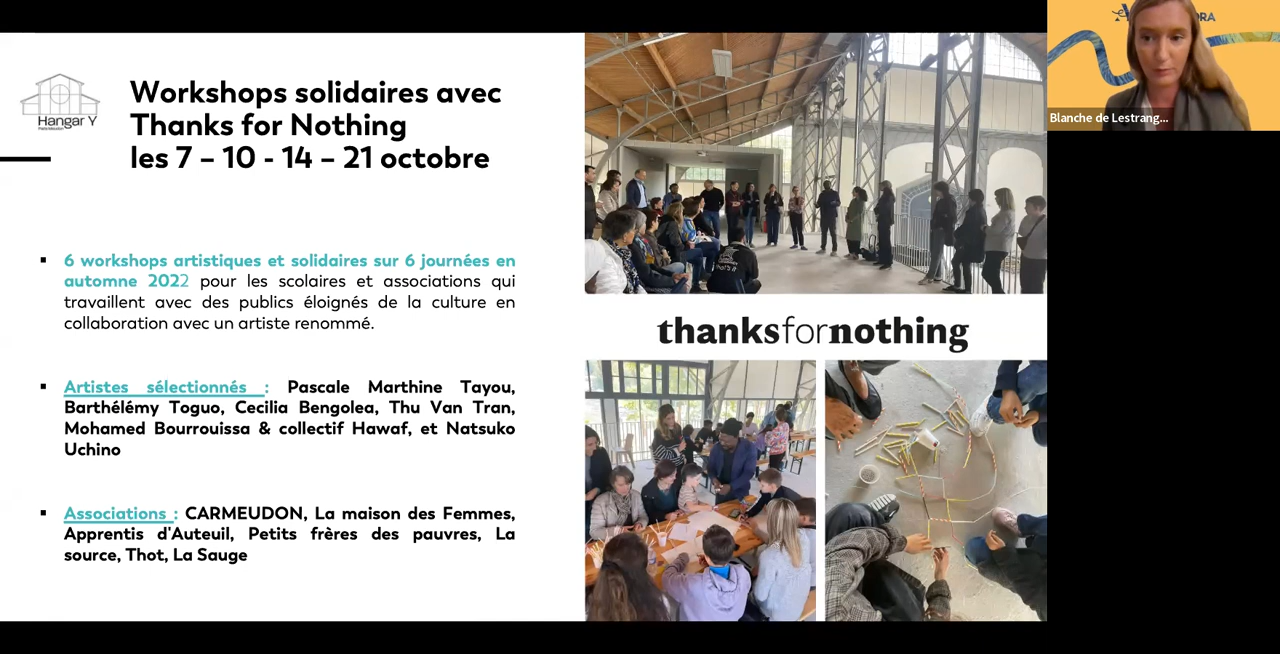 Hangar Y
Workshops solidaires avec
Thanks for Nothing
les 7 – 10 - 14 – 21 octobre
6 workshops artistiques et solidaires sur 6 journées en
automne 2022 pour les scolaires et associations qui
travaillent avec des publics éloignés de la culture en
collaboration avec un artiste renommé.
Artistes sélectionnés : Pascale Marthine Tayou,
Barthélémy Toguo, Cecilia Bengolea, Thu Van Tran,
Mohamed Bourrouissa & collectif Hawaf, et Natsuko
Uchino
Associations : CARMEUDON, La maison des Femmes,
Apprentis d'Auteuil, Petits frères des pauvres, La
source, Thot, La Sauge
thanksfornothing
that's it
Blanche de Lestrang...